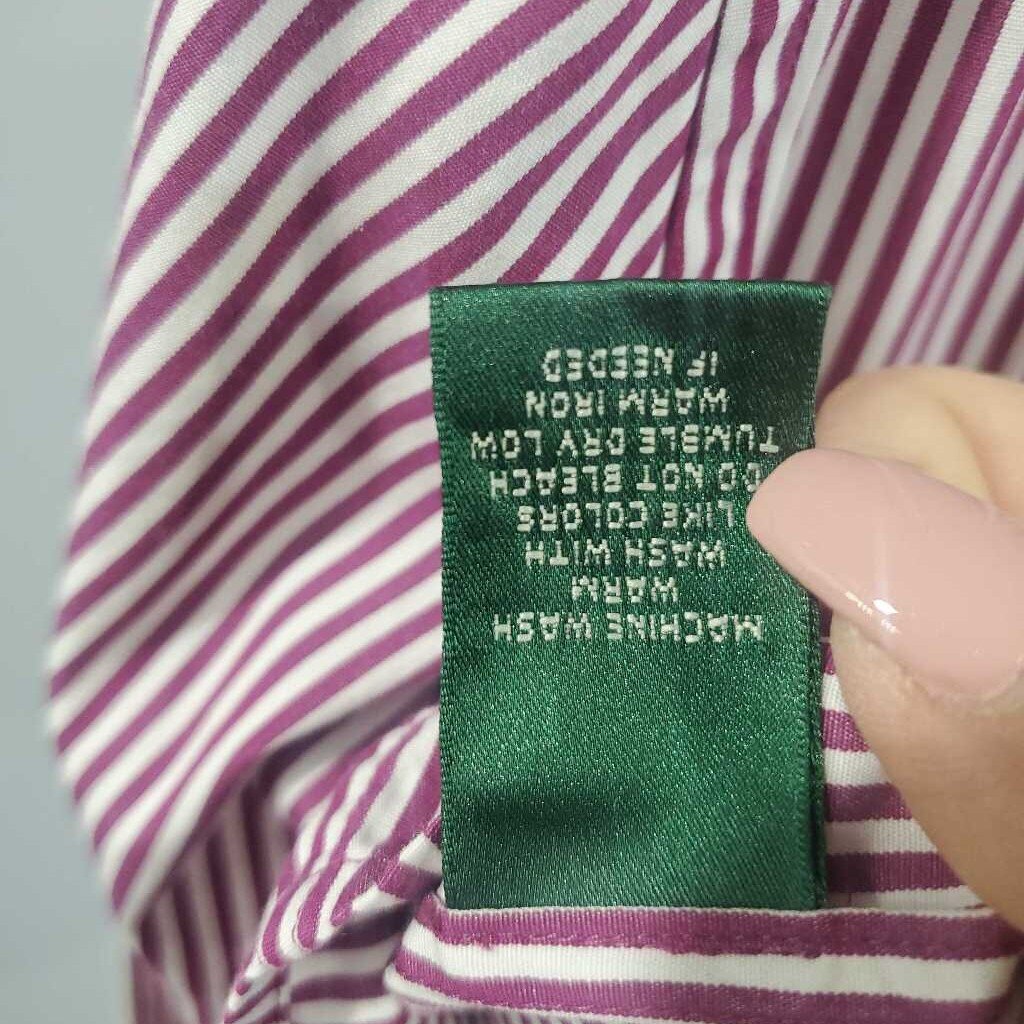 MACHINE WASH
WARM
WASH WITH
LIKE COLORS
DO NOT BLEACH
TUMBLE DRY LOW
WARM IRON
IF NEEDED